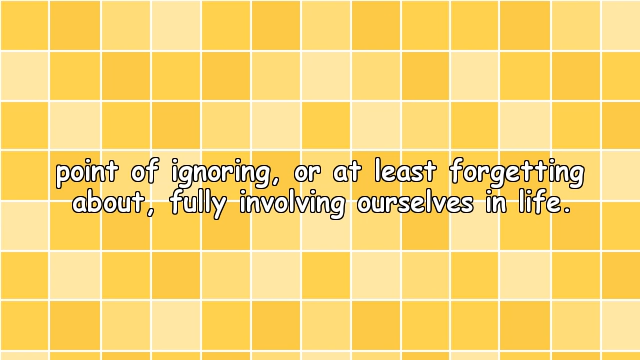 point of ignoring, or at least forgetting
about, fully involving ourselves in life.